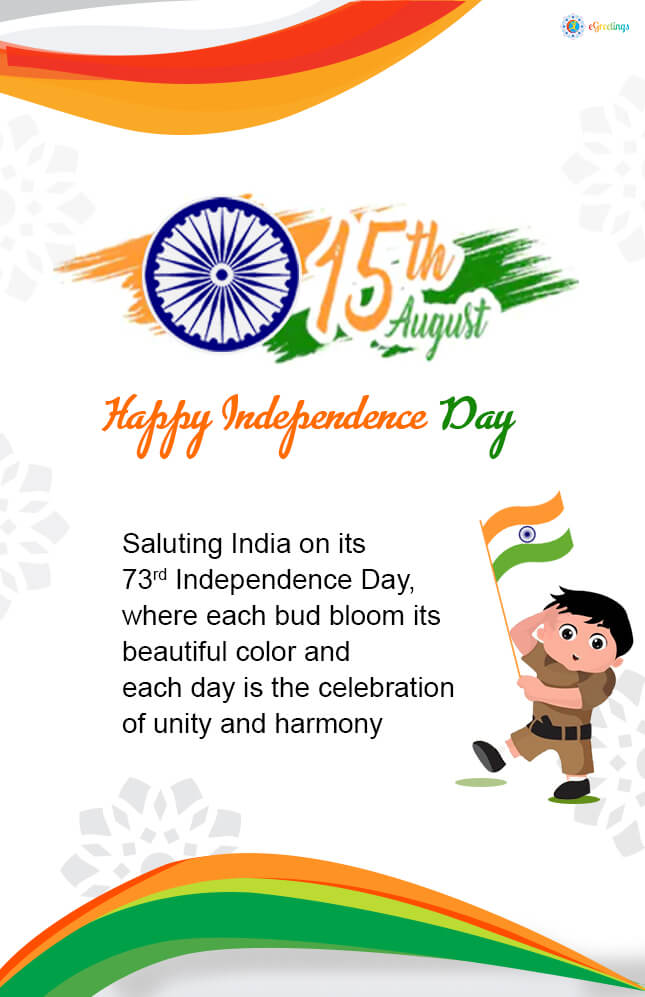 eGreetings
15th
August
Happy Independence Day
Saluting India on its
73rd Independence Day,
where each bud bloom its
beautiful color and
each day is the celebration
of unity and harmony